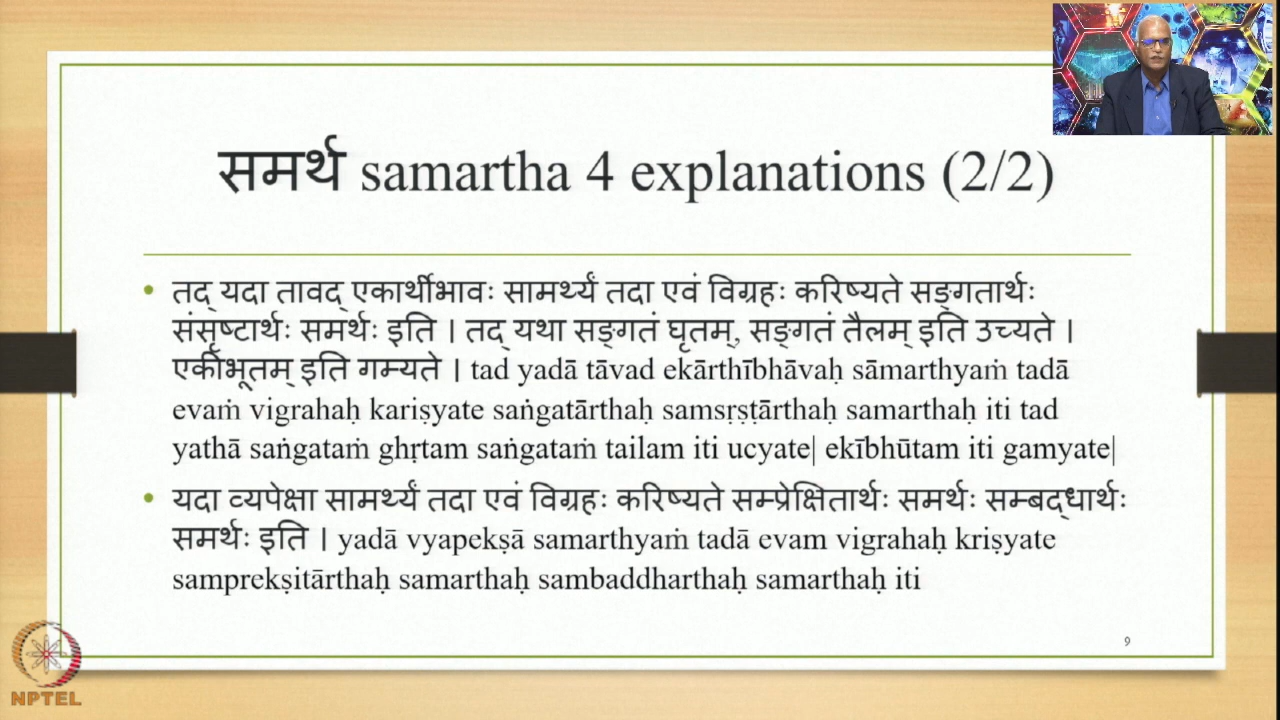 समर्थ samartha 4 explanations (2/2)
• तद् यदा तावद् एकार्थीभावः सामर्थ्यं तदा एवं विग्रहः करिष्यते सङ्गतार्थः
संसृष्टार्थः समर्थः इति । तद् यथा सङ्गतं घृतम्, सङ्गतं तैलम् इति उच्यते ।
एकीभूतम् इति गम्यते । tad yadā tāvad ekārthībhāvaḥ sāmarthyaṁ tadā
evaṁ vigrahaḥ kariṣyate saṅgatārthaḥ samsṛṣṭārthaḥ samarthaḥ iti tad
yathā saṅgataṁ ghṛtam saṅgataṁ tailam iti ucyate| ekībhūtam iti gamyate|
• यदा व्यपेक्षा सामर्थ्यं तदा एवं विग्रहः करिष्यते सम्प्रेक्षितार्थः समर्थः सम्बद्धार्थः
समर्थः इति । yadā vyapekṣā samarthyaṁ tadā evam vigrahaḥ kriṣyate
samprekṣitārthaḥ samarthaḥ sambaddharthaḥ samarthaḥ iti
9
NPTEL